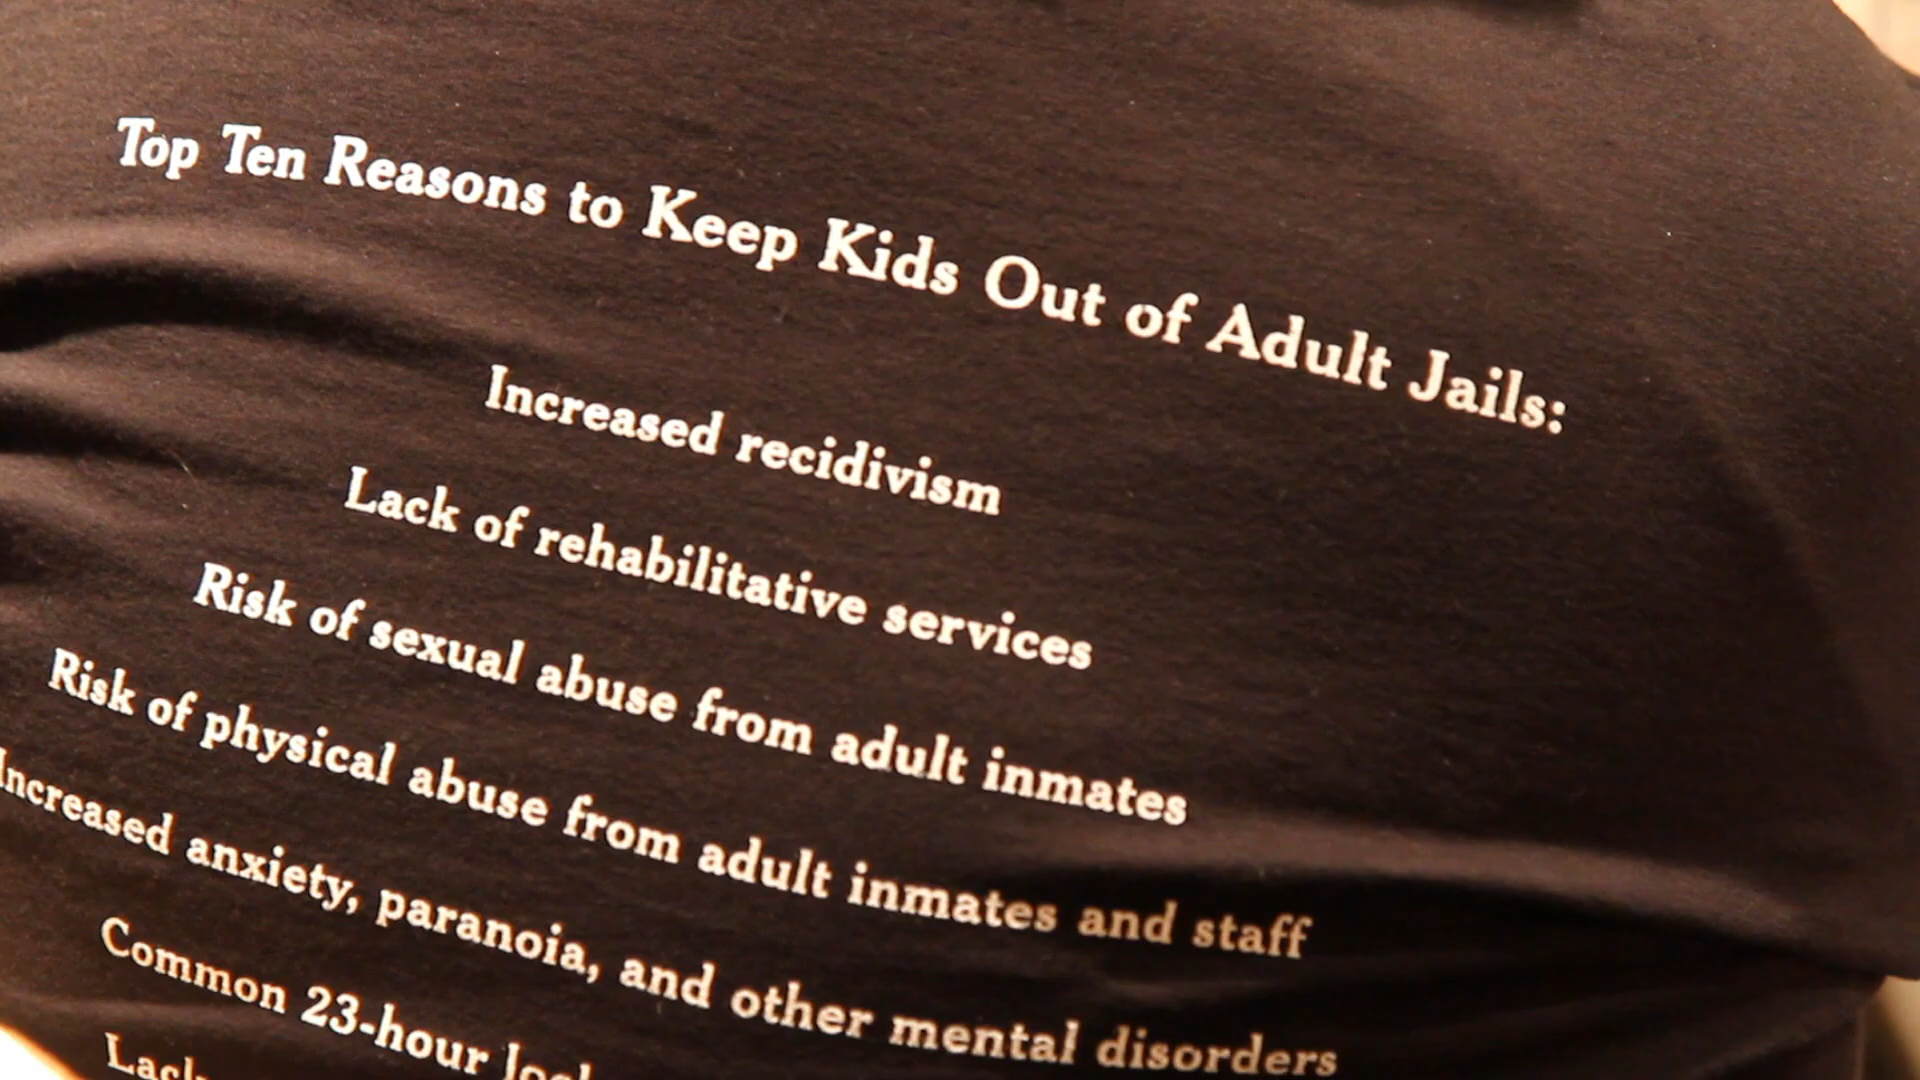 Top Ten Reasons to Keep Kids Out of Adult Jails:
Increased recidivism
Lack of rehabilitative services
Risk of sexual abuse from adult inmates
Risk of physical abuse from adult inmates and staff
Increased anxiety, paranoia, and other mental disorders
Common 23-hour
Lack